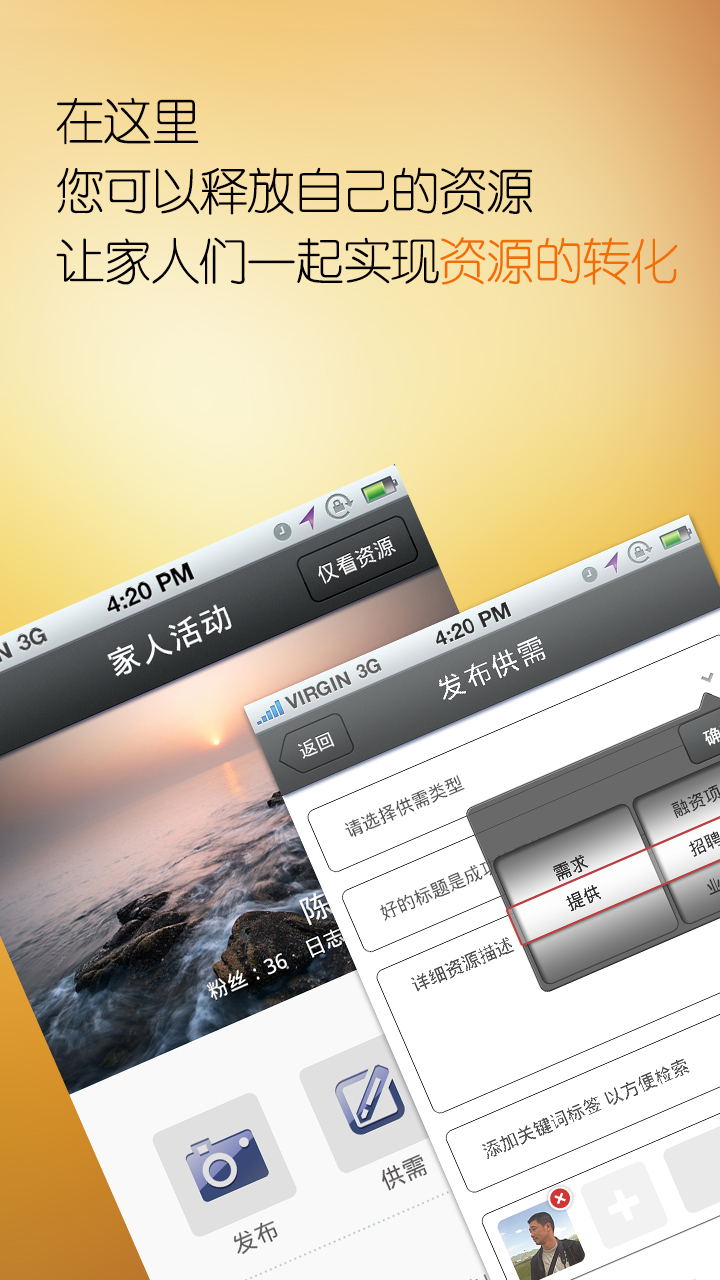 在这里
您可以释放自己的资源
让家人们一起实现资源的转化
3G
4:20 PM
家人活动
仅看资源
陈
粉丝：36
日志
发布
供需
VIRGIN 3G
4:20 PM
返回
发布供需
请选择供需类型
确
需求
提供
融资项
招聘
业
好的标题是成功
详细资源描述
添加关键词标签 以方便检索